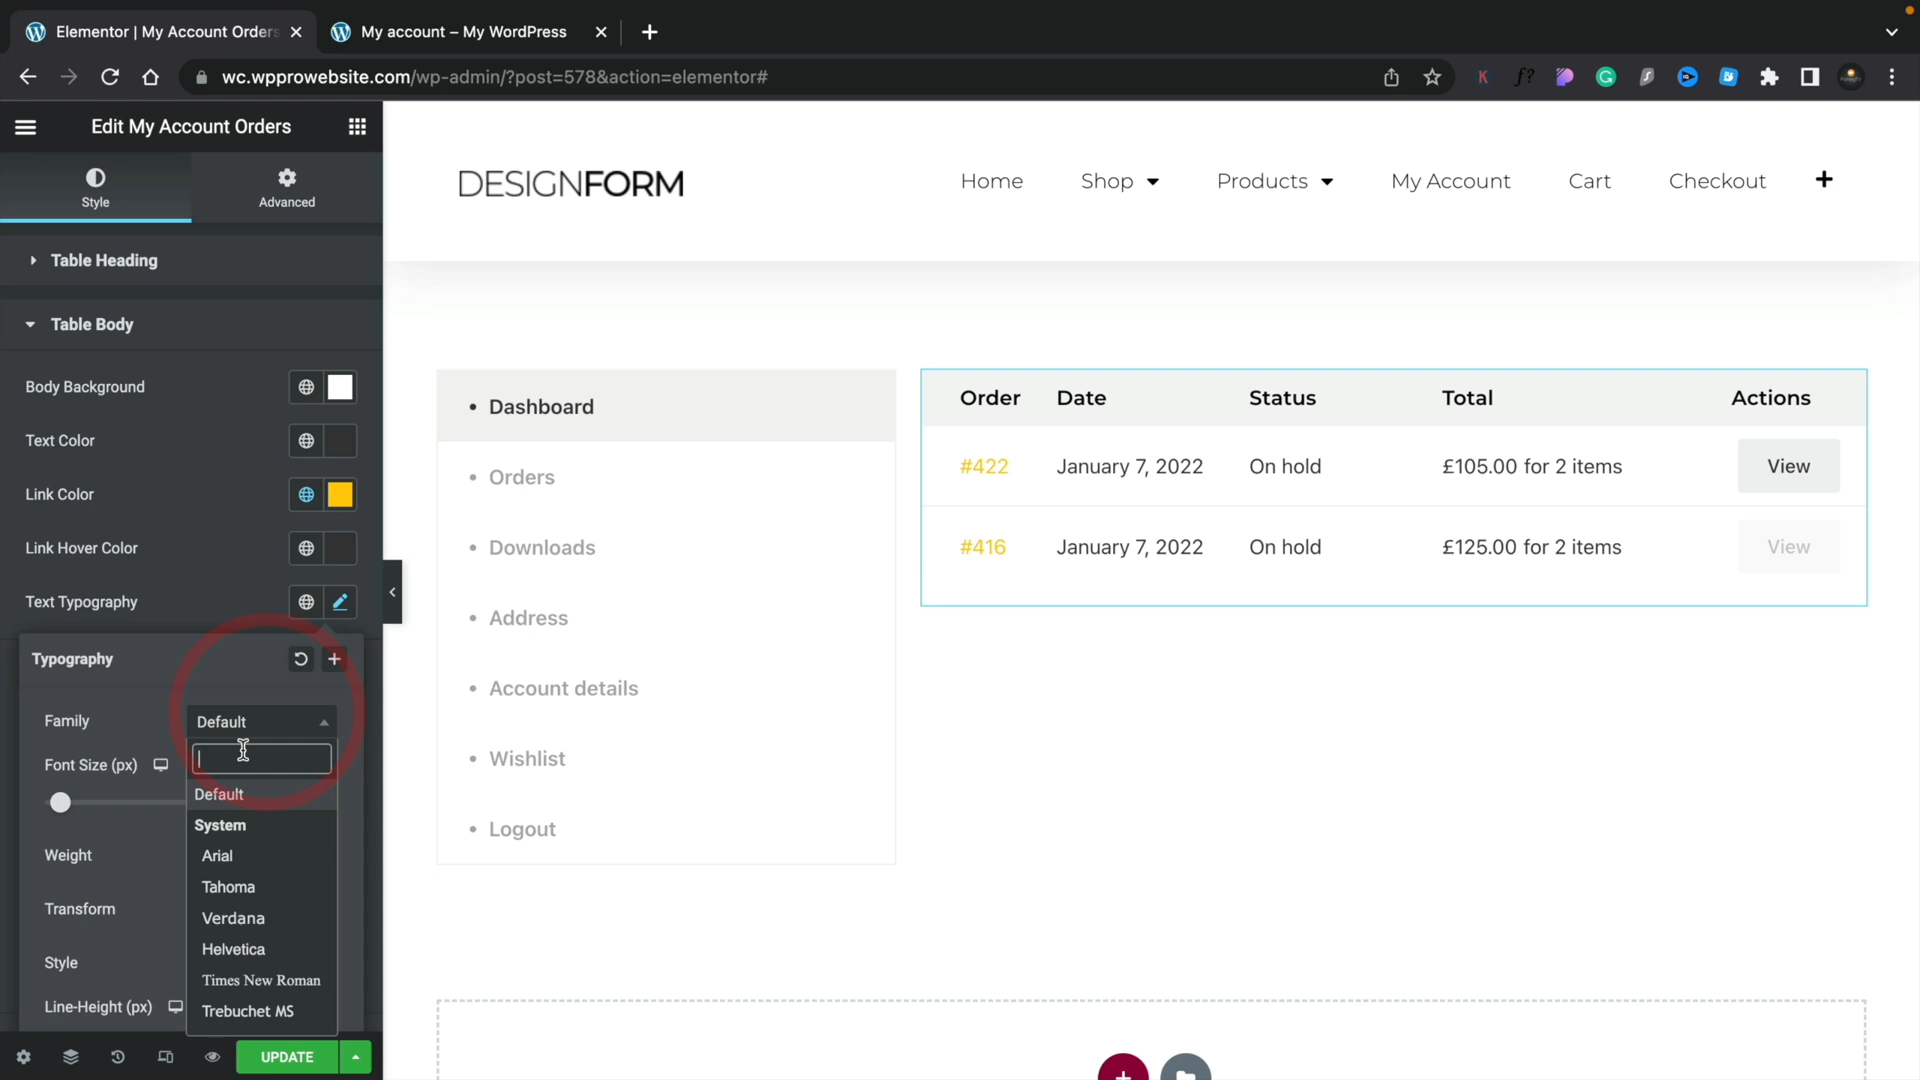 Elementor | My Account Orders
My account – My WordPress
wc.wpprowebsite.com/wp-admin/?post=578&action=elementor#
Edit My Account Orders
Style
Advanced
Table Heading
Table Body
Body Background
Text Color
Link Color
Link Hover Color
Text Typography
Typography
Family
Default
Font Size (px)
Default
System
Arial
Weight
Tahoma
Transform
Verdana
Helvetica
Style
Times New Roman
Line-Height (px)
Trebuchet MS
UPDATE
DESIGNFORM
Home
Shop
Products
My Account
Cart
Checkout
Dashboard
Orders
Downloads
Address
Account details
Wishlist
Logout
Order Date Status Total Actions
#422 January 7, 2022 On hold £105.00 for 2 items View
#416 January 7, 2022 On hold £125.00 for 2 items View